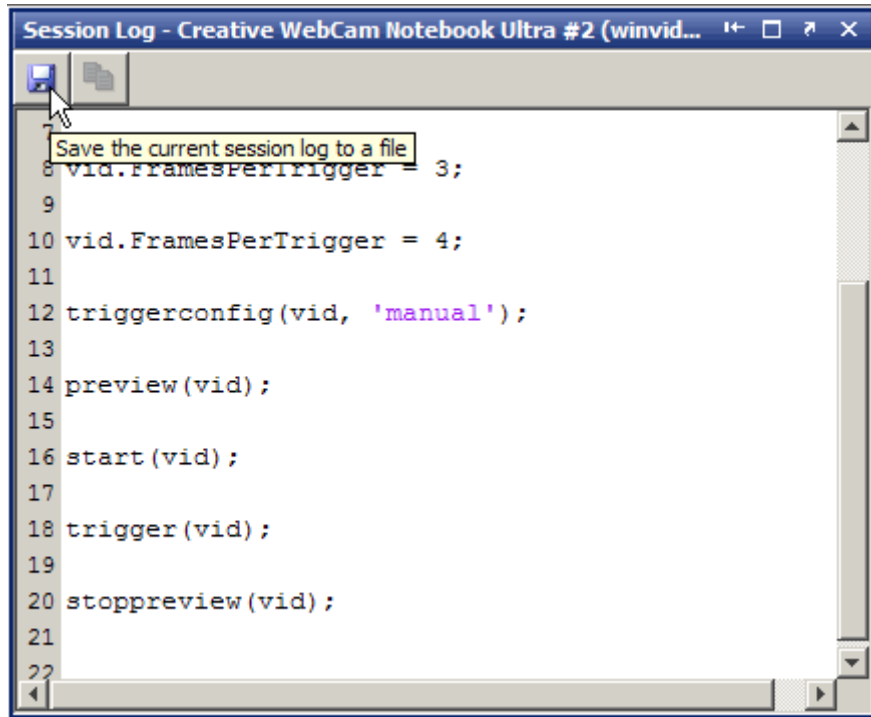 Session Log - Creative WebCam Notebook Ultra #2 (winvid...
7
Save the current session log to a file
8 vid.FramesPerTrigger = 3;
9
10 vid.FramesPerTrigger = 4;
11
12 triggerconfig(vid, 'manual');
13
14 preview(vid);
15
16 start(vid);
17
18 trigger(vid);
19
20 stoppreview(vid);
21
22